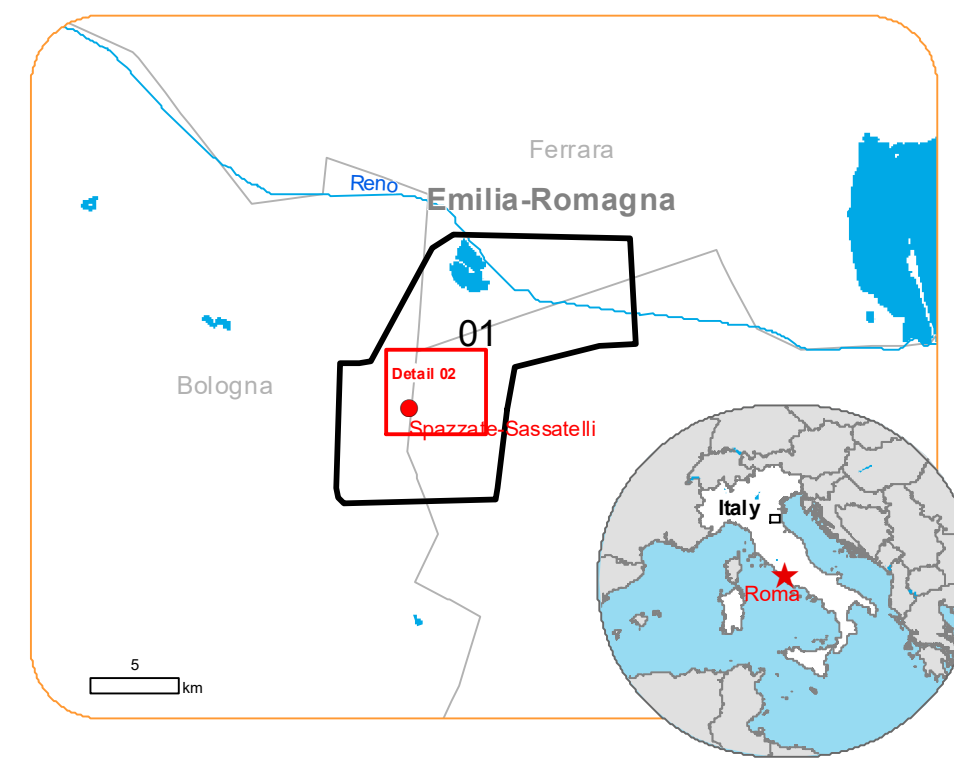 Ferrara
Reno
Emilia-Romagna
01
Detail 02
Bologna
Spazzate-Sassatelli
Italy
Roma
5
km